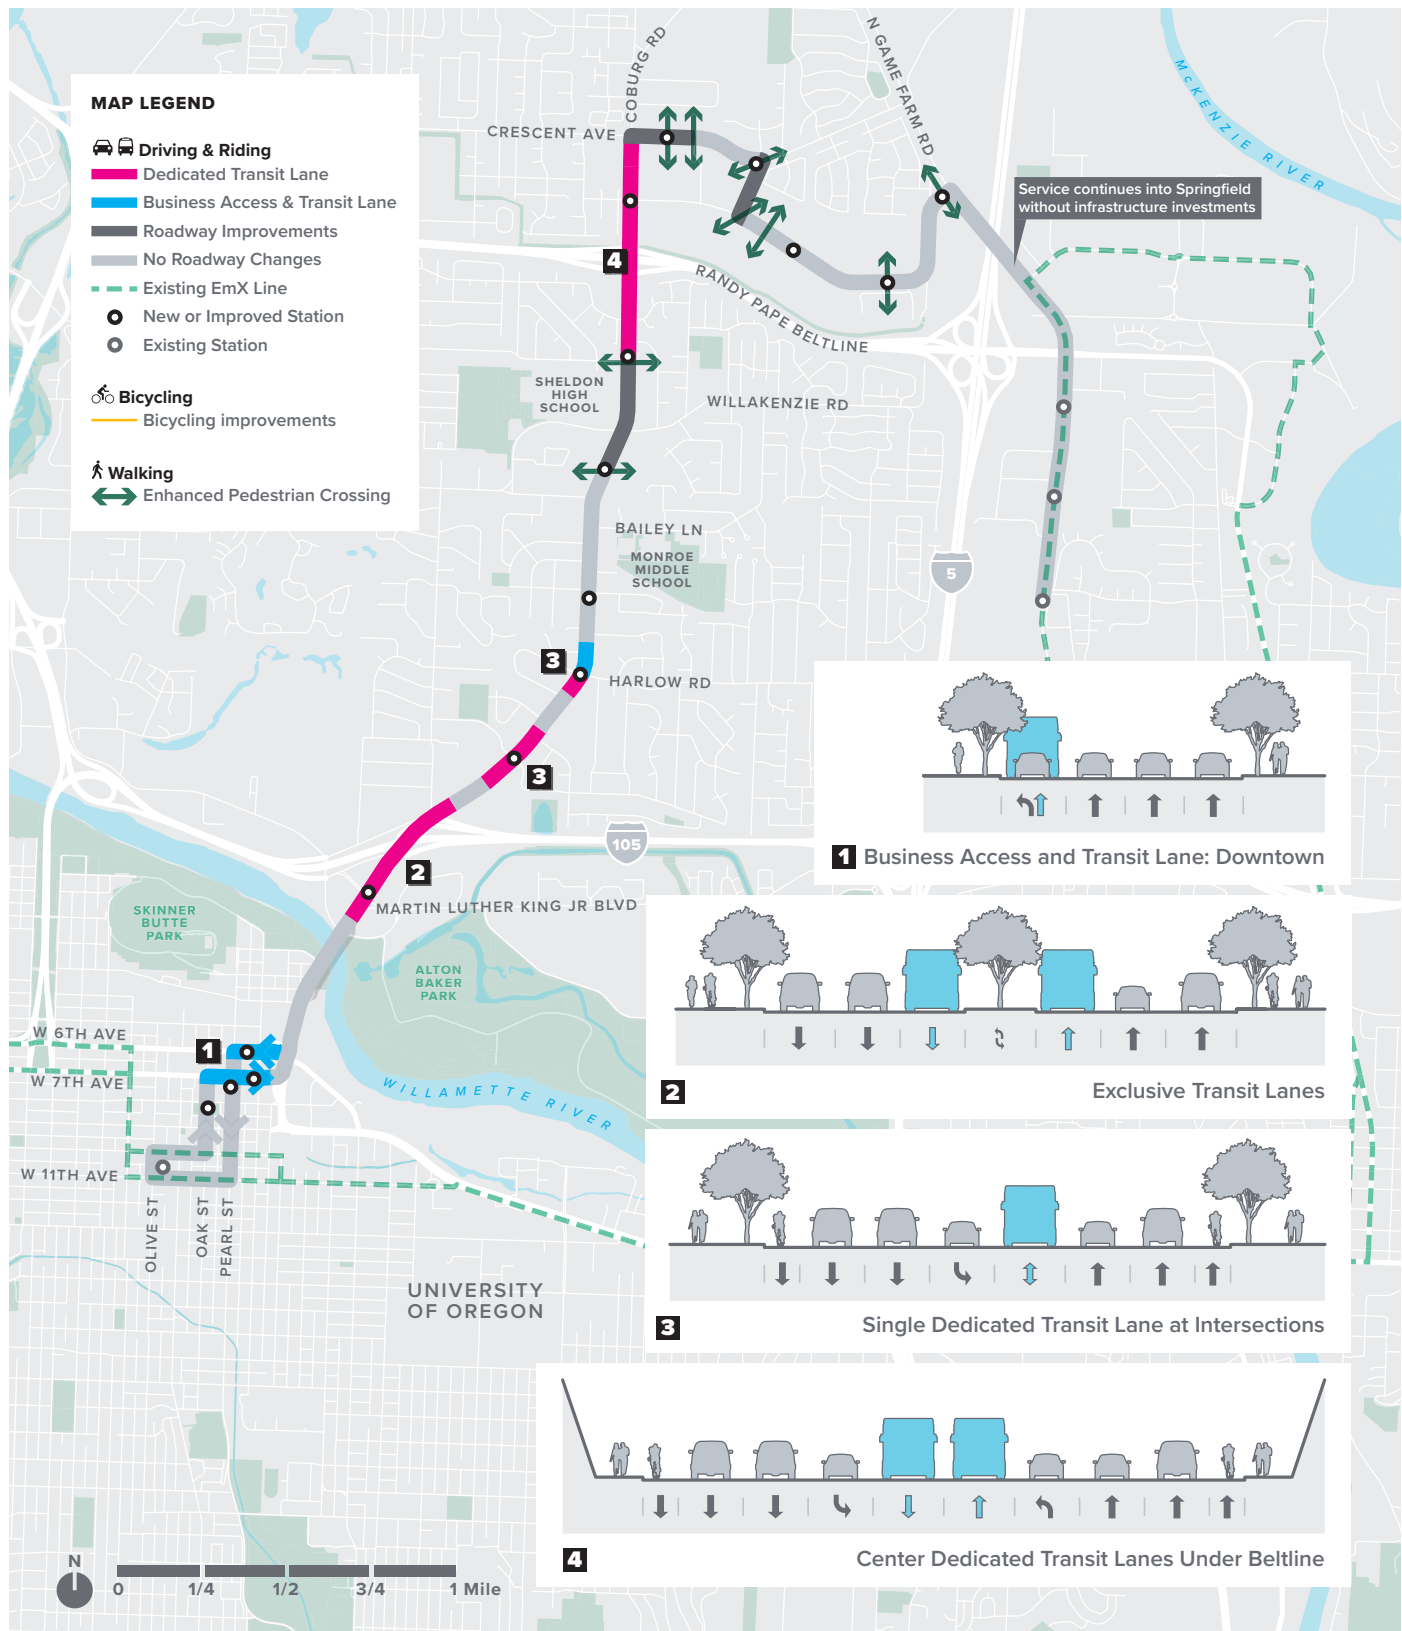 COBURG RD
N GAME FARM RD
McKENZIE RIVER
MAP LEGEND
Driving & Riding
Dedicated Transit Lane
Business Access & Transit Lane
Roadway Improvements
No Roadway Changes
Existing EmX Line
New or Improved Station
Existing Station
Bicycling
Bicycling improvements
Walking
Enhanced Pedestrian Crossing
CRESCENT AVE
Service continues into Springfield
without infrastructure investments
4
RANDY PAPE BELTLINE
SHELDON
HIGH
SCHOOL
WILLAKENZIE RD
BAILEY LN
MONROE
MIDDLE
SCHOOL
5
3
HARLOW RD
3
105
2
MARTIN LUTHER KING JR BLVD
SKINNER
BUTTE
PARK
ALTON
BAKER
PARK
W 6TH AVE
1
W 7TH AVE
WILLAMETTE RIVER
W 11TH AVE
OLIVE ST
OAK ST
PEARL ST
UNIVERSITY
OF OREGON
1 Business Access and Transit Lane: Downtown
2 Exclusive Transit Lanes
3 Single Dedicated Transit Lane at Intersections
4 Center Dedicated Transit Lanes Under Beltline
N
0 1/4 1/2 3/4 1 Mile